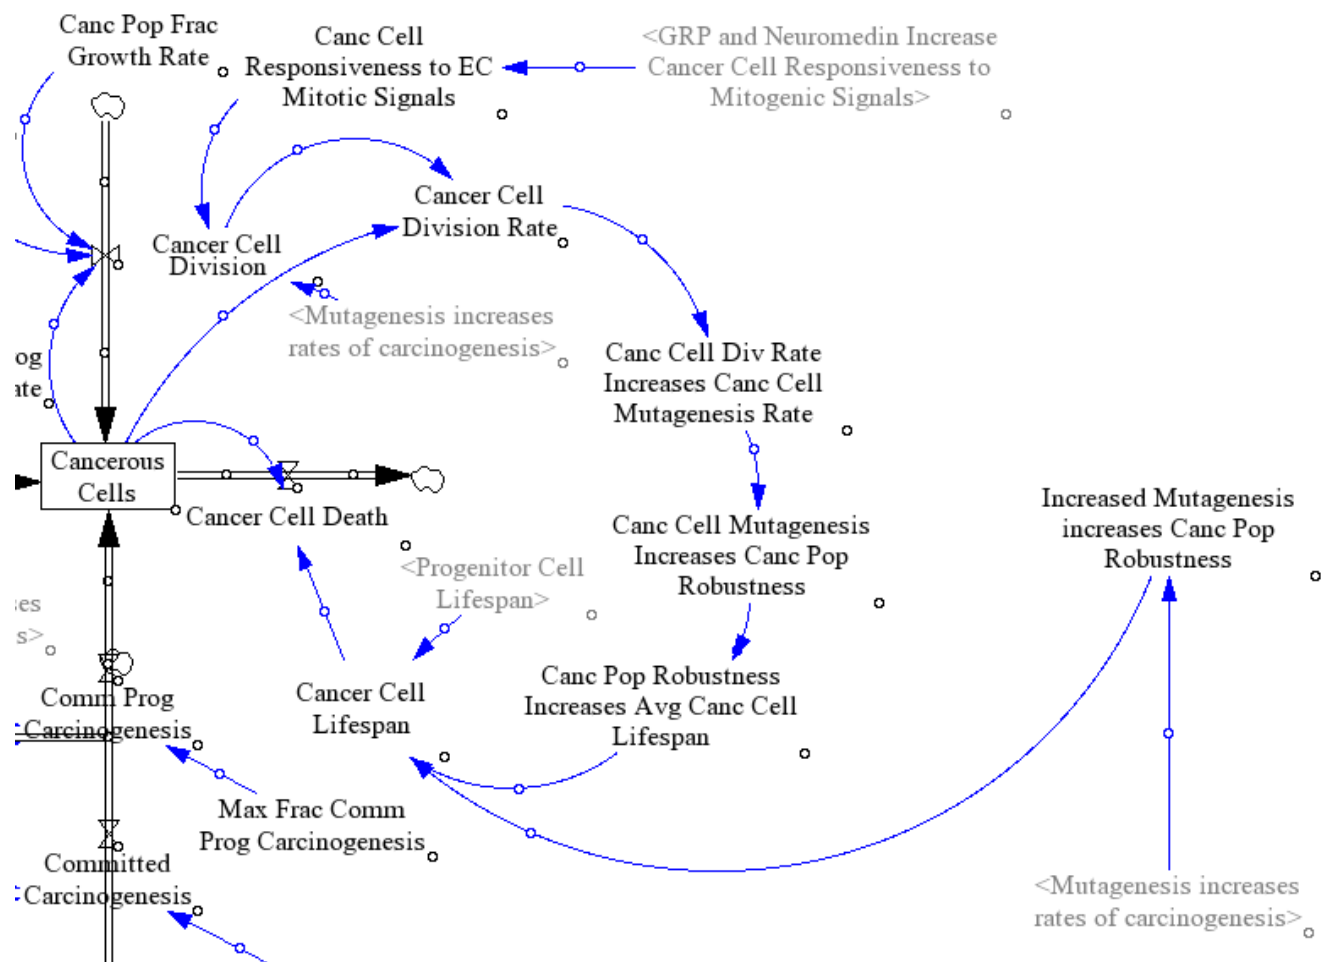 Canc Pop Frac
Growth Rate
Canc Cell
Responsiveness to EC
Mitotic Signals
<GRP and Neuromedin Increase
Cancer Cell Responsiveness to
Mitogenic Signals>
Cancer Cell
Division Rate
Cancer Cell
Division
<Mutagenesis increases
rates of carcinogenesis>
Canc Cell Div Rate
Increases Canc Cell
Mutagenesis Rate
Cancerous
Cells
Cancer Cell Death
Canc Cell Mutagenesis
Increases Canc Pop
Robustness
Increased Mutagenesis
increases Canc Pop
Robustness
<Progenitor Cell
Lifespan>
Comm Prog
Carcinogenesis
Cancer Cell
Lifespan
Canc Pop Robustness
Increases Avg Canc Cell
Lifespan
Max Frac Comm
Prog Carcinogenesis
Committed
Carcinogenesis
<Mutagenesis increases
rates of carcinogenesis>